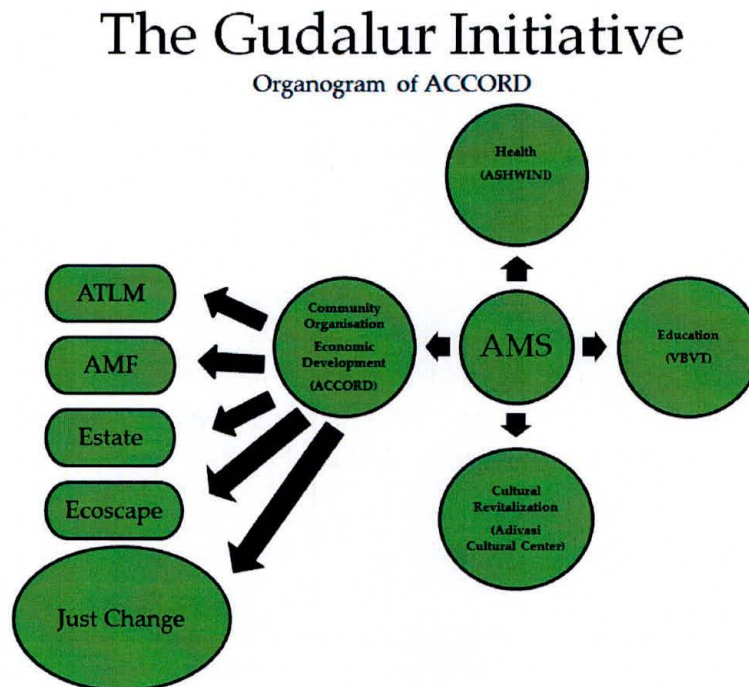 The Gudalur Initiative
Organogram of ACCORD
Health
(ASHWINI)
ATLM
AMF
Estate
Ecoscape
Just Change
Community
Organisation
Economic
Development
(ACCORD)
AMS
Education
(VBVT)
Cultural
Revitalization
(Adivasi
Cultural Center)